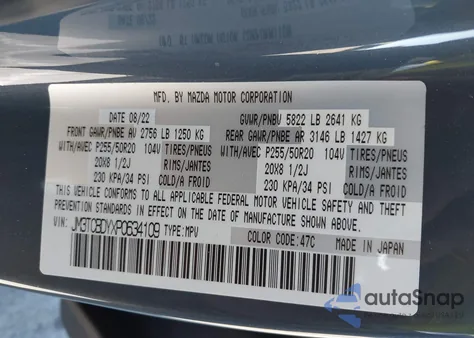 MFD. BY MAZDA MOTOR CORPORATION
DATE 08/22
GVWR/PNBV 5822 LB 2641 KG
FRONT GAWR/PNBE AV 2756 LB 1250 KG
REAR GAWR/PNBE AR 3146 LB 1427 KG
WITH/AVEC P255/50R20 104V TIRES/PNEUS
WITH/AVEC P255/50R20 104V TIRES/PNEUS
20X8 1/2J RIMS/JANTES
20X8 1/2J RIMS/JANTES
230 KPA/34 PSI COLD/A FROID
230 KPA/34 PSI COLD/A FROID
THIS VEHICLE CONFORMS TO ALL APPLICABLE FEDERAL MOTOR VEHICLE SAFETY AND THEFT
PREVENTION STANDARDS IN EFFECT ON THE DATE OF MANUFACTURE SHOWN ABOVE.
JM3TCBDYXP0634109 TYPE:MPV
COLOR CODE:47C
MADE IN JAPAN
autoSnap